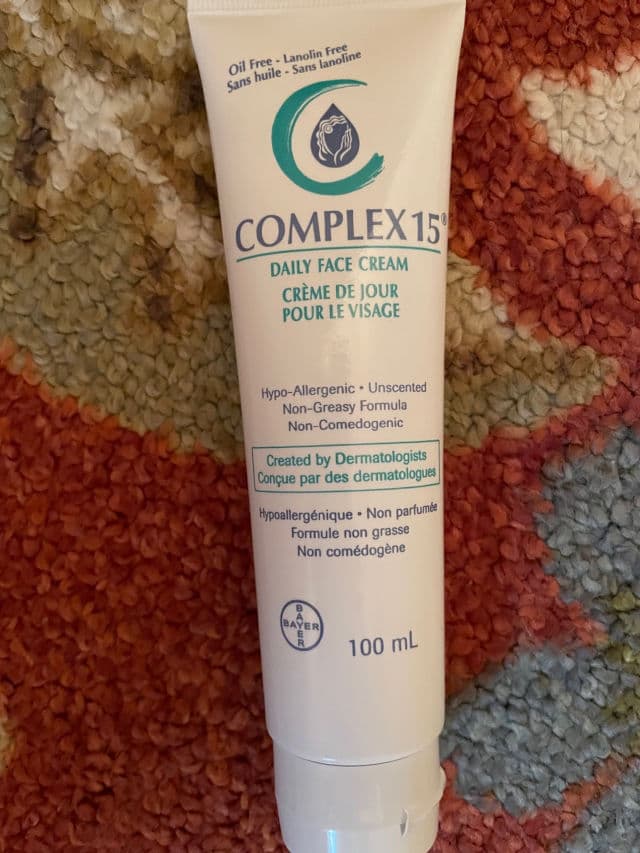 Oil Free - Lanolin Free
Sans huile - Sans lanoline
COMPLEX 15®
DAILY FACE CREAM
CRÈME DE JOUR
POUR LE VISAGE
Hypo-Allergenic • Unscented
Non-Greasy Formula
Non-Comedogenic
Created by Dermatologists
Conçue par des dermatologues
Hypoallergénique • Non parfumée
Formule non grasse
Non comédogène
BAYER
BAYER
100 mL